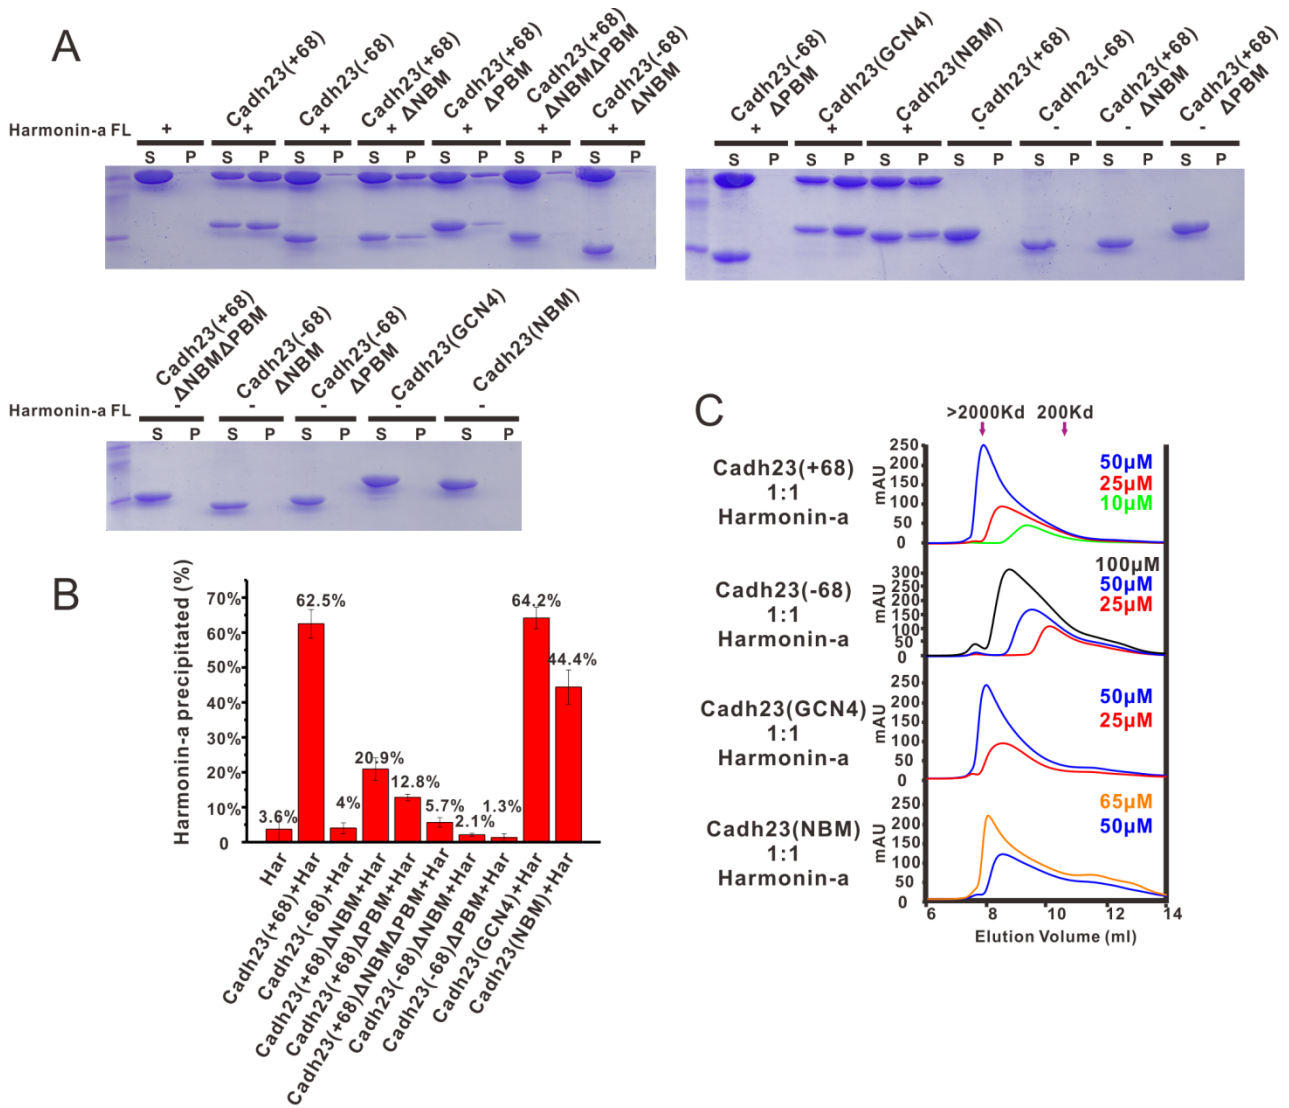 A
Cadh23(+68)
Cadh23(-68)
Cadh23(+68)
ΔNBM
Cadh23(+68)
ΔPBM
Cadh23(+68)
ΔNBMΔPBM
Cadh23(-68)
ΔNBM
Harmonin-a FL + + + + + + +
S P S P S P S P S P S P S P
Cadh23(-68)
ΔPBM
Cadh23(GCN4)
Cadh23(NBM)
Cadh23(+68)
Cadh23(-68)
Cadh23(+68)
ΔNBM
Cadh23(+68)
ΔPBM
+ + + - - - -
S P S P S P S P S P S P S P
Cadh23(+68)
ΔNBMΔPBM
Cadh23(-68)
ΔNBM
Cadh23(-68)
ΔPBM
Cadh23(GCN4)
Cadh23(NBM)
Harmonin-a FL - - - - -
S P S P S P S P S P
B
Harmonin-a precipitated (%)
70%
60%
50%
40%
30%
20%
10%
0
3.6%
62.5%
4%
20.9%
12.8%
5.7%
2.1%
1.3%
64.2%
44.4%
Har
Cadh23(+68)+Har
Cadh23(-68)+Har
Cadh23(+68)ΔNBM+Har
Cadh23(+68)ΔPBM+Har
Cadh23(+68)ΔNBMΔPBM+Har
Cadh23(-68)ΔNBM+Har
Cadh23(-68)ΔPBM+Har
Cadh23(GCN4)+Har
Cadh23(NBM)+Har
C
>2000Kd 200Kd
Cadh23(+68)
1:1
Harmonin-a
mAU
250
200
150
100
50
0
50μM
25μM
10μM
Cadh23(-68)
1:1
Harmonin-a
mAU
300
250
200
150
100
50
0
100μM
50μM
25μM
Cadh23(GCN4)
1:1
Harmonin-a
mAU
250
200
150
100
50
0
50μM
25μM
Cadh23(NBM)
1:1
Harmonin-a
mAU
200
150
100
50
0
65μM
50μM
6 8 10 12 14
Elution Volume (ml)